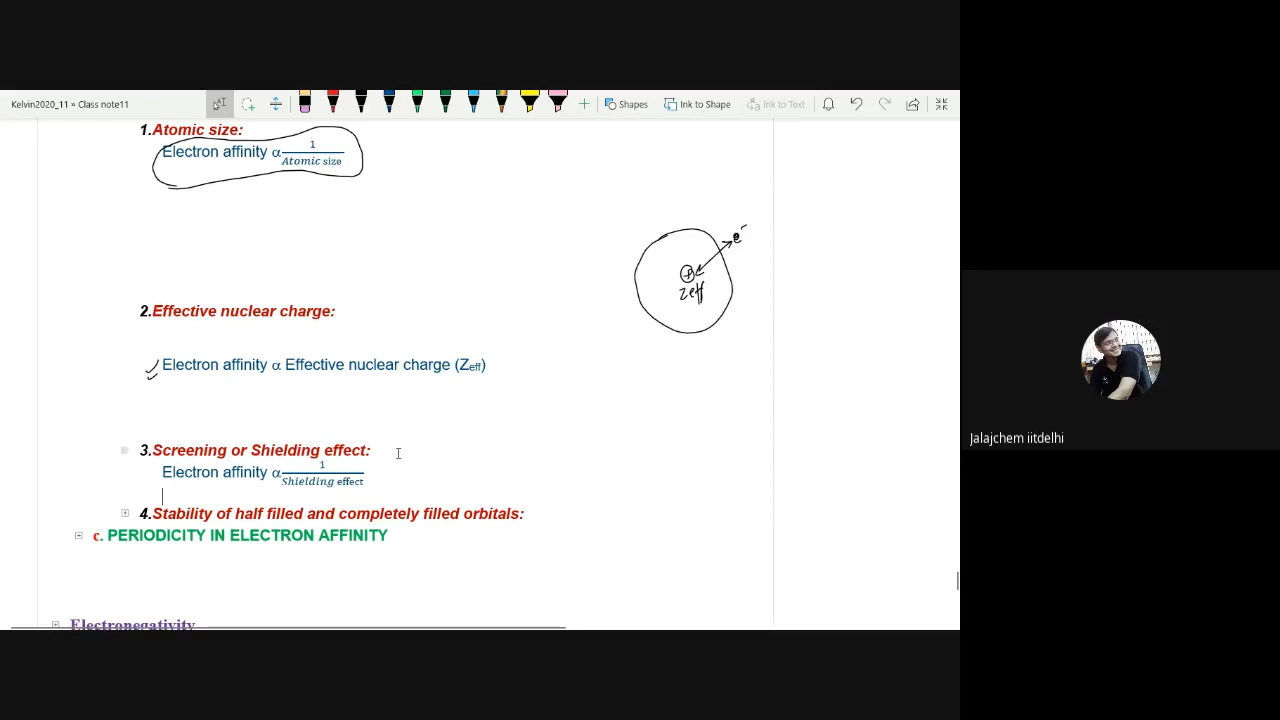 Kelvin2020_11 » Class note11
Shapes
Ink to Shape
Ink to Text
1.Atomic size:
Electron affinity α 1/Atomic size
e⁻
+
Zeff
2.Effective nuclear charge:
Electron affinity α Effective nuclear charge (Zeff)
3.Screening or Shielding effect:
Electron affinity α 1/Shielding effect
4.Stability of half filled and completely filled orbitals:
c. PERIODICITY IN ELECTRON AFFINITY
Electronegativity
Jalajchem iitdelhi